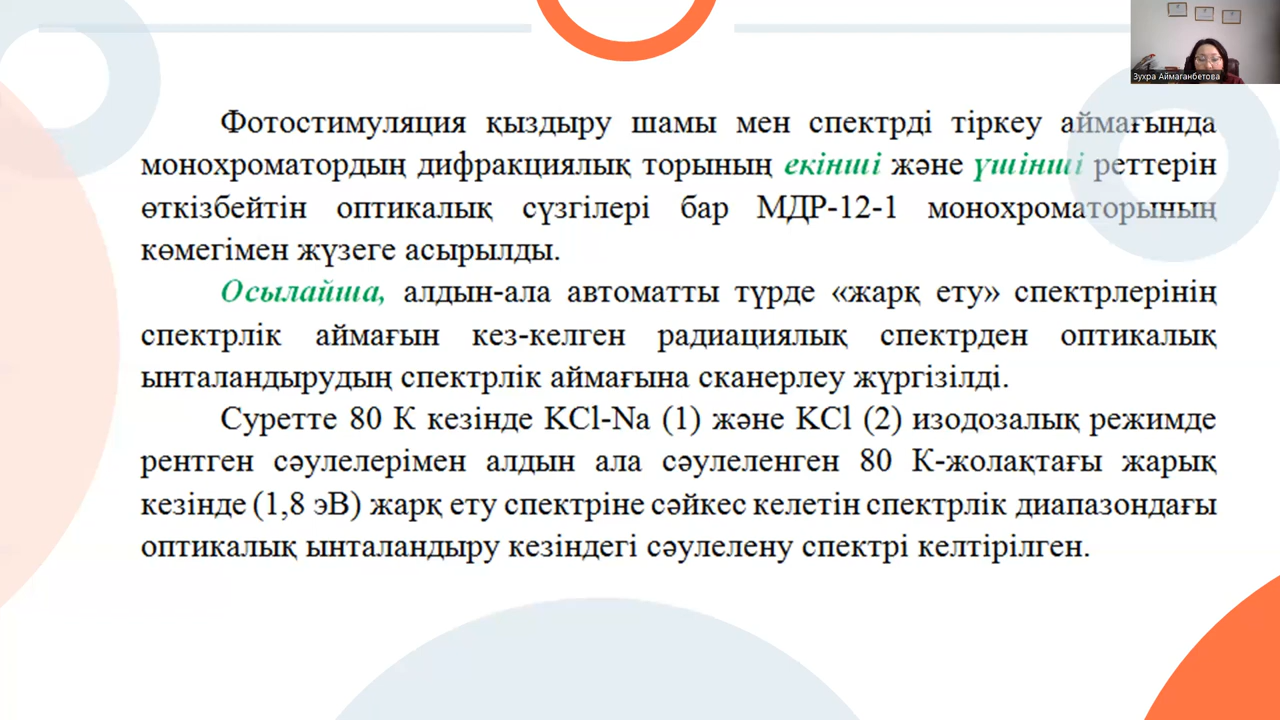 Зухра Аймаганбетова
Фотостимуляция қыздыру шамы мен спектрді тіркеу аймағында
монохроматордың дифракциялық торының екінші және үшінші реттерін
өткізбейтін оптикалық сүзгілері бар МДР-12-1 монохроматорының
көмегімен жүзеге асырылды.
Осылайша, алдын-ала автоматты түрде «жарқ ету» спектрлерінің
спектрлік аймағын кез-келген радиациялық спектрден оптикалық
ынталандырудың спектрлік аймағына сканерлеу жүргізілді.
Суретте 80 К кезінде KCl-Na (1) және KCl (2) изодозалық режимде
рентген сәулелерімен алдын ала сәулеленген 80 К-жолақтағы жарық
кезінде (1,8 эВ) жарқ ету спектріне сәйкес келетін спектрлік диапазондағы
оптикалық ынталандыру кезіндегі сәулелену спектрі келтірілген.